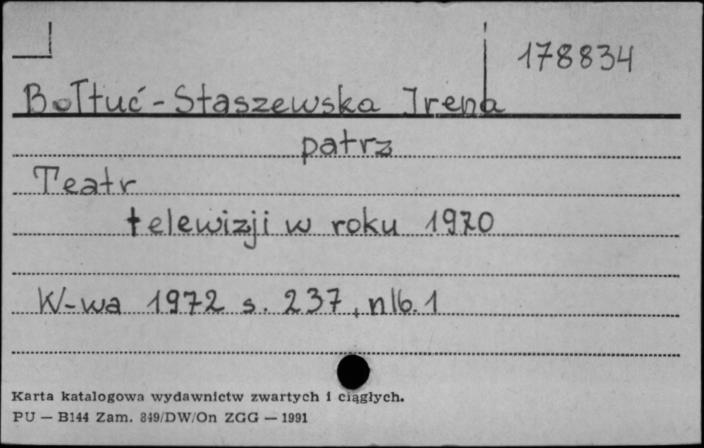 178834
Bołtuć-Staszewska Irena
patrz
Teatr
telewizji w roku 1970
W-wa 1972 s. 237, nlb. 1
Karta katalogowa wydawnictw zwartych i ciągłych.
PU — B144 Zam. 849/DW/On ZGG — 1991